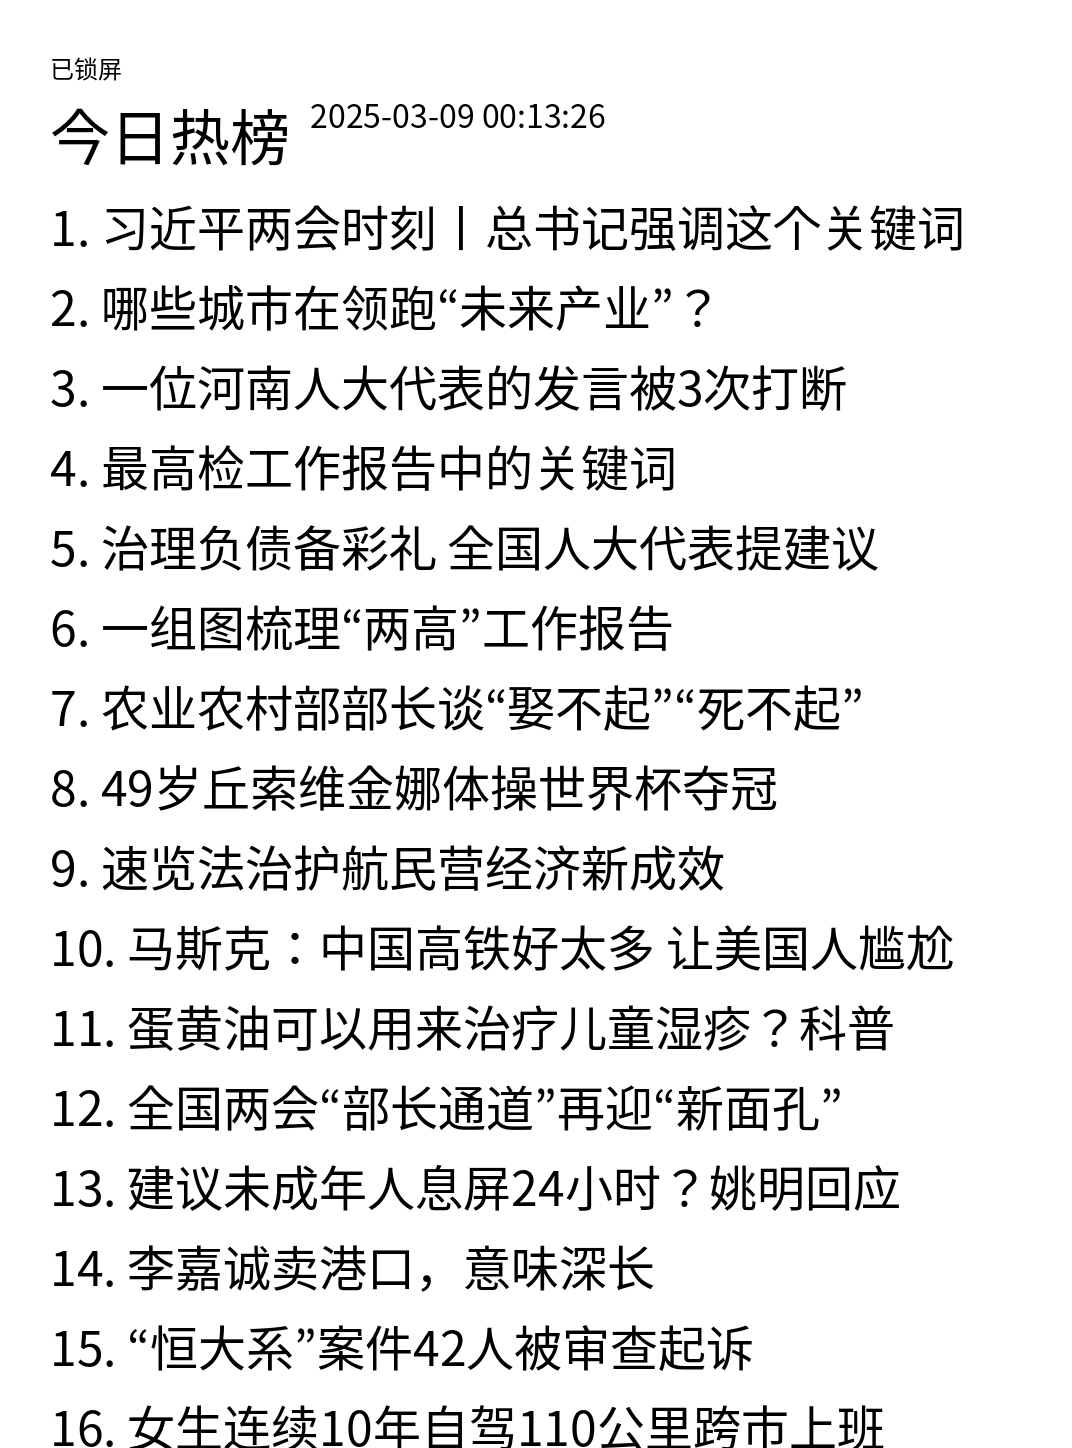 已锁屏
今日热榜 2025-03-09 00:13:26
1. 习近平两会时刻丨总书记强调这个关键词
2. 哪些城市在领跑“未来产业”？
3. 一位河南人大代表的发言被3次打断
4. 最高检工作报告中的关键词
5. 治理负债备彩礼 全国人大代表提建议
6. 一组图梳理“两高”工作报告
7. 农业农村部部长谈“娶不起”“死不起”
8. 49岁丘索维金娜体操世界杯夺冠
9. 速览法治护航民营经济新成效
10. 马斯克：中国高铁好太多 让美国人尴尬
11. 蛋黄油可以用来治疗儿童湿疹？科普
12. 全国两会“部长通道”再迎“新面孔”
13. 建议未成年人息屏24小时？姚明回应
14. 李嘉诚卖港口，意味深长
15. “恒大系”案件42人被审查起诉
16. 女生连续10年自驾110公里跨市上班